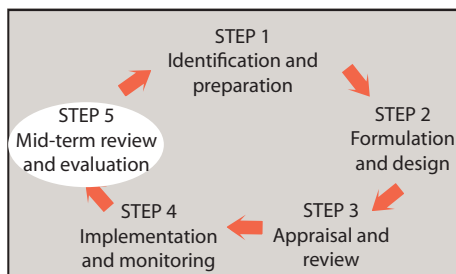 STEP 1
Identification and
preparation
STEP 2
Formulation
and design
STEP 3
Appraisal and
review
STEP 4
Implementation
and monitoring
STEP 5
Mid-term review
and evaluation